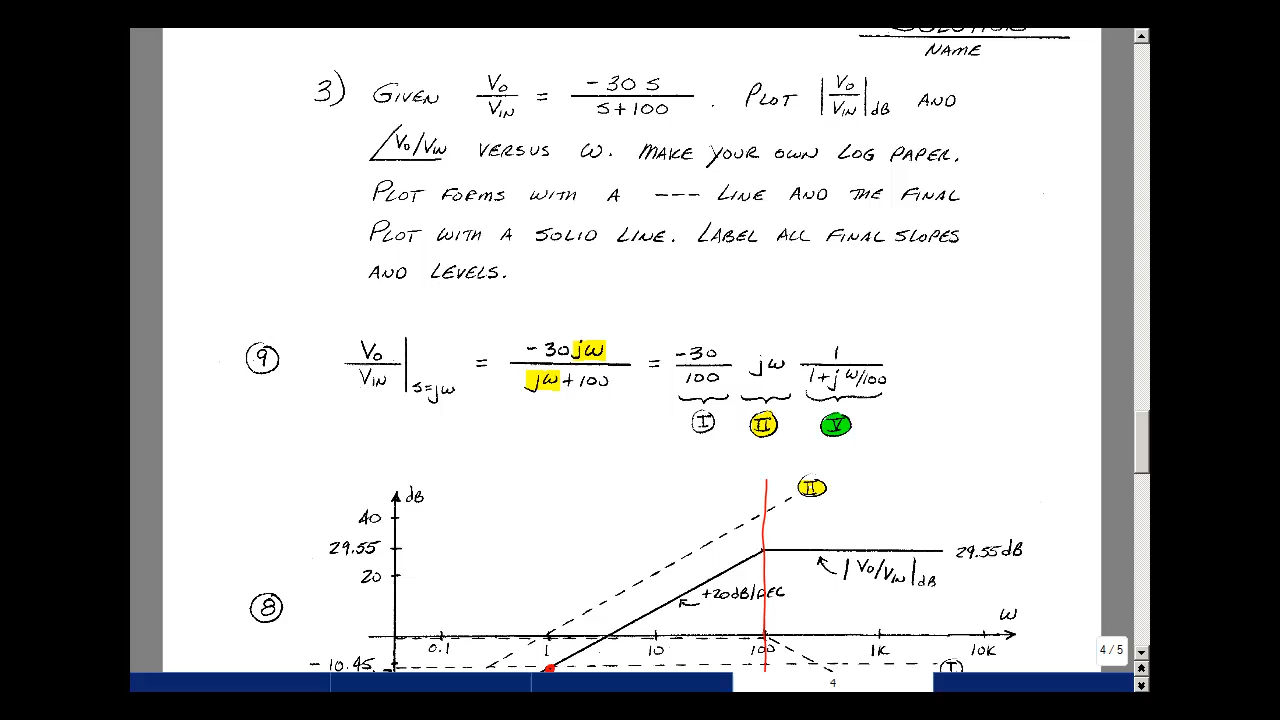 SOLUTION
NAME
3) GIVEN Vo/VIN = -30 s / s+100 . PLOT |Vo/VIN|dB AND
∠Vo/VIN VERSUS ω. MAKE YOUR OWN LOG PAPER.
PLOT FORMS WITH A --- LINE AND THE FINAL
PLOT WITH A SOLID LINE. LABEL ALL FINAL SLOPES
AND LEVELS.
9 Vo/VIN |s=jω = -30jω / jω+100 = -30/100 jω 1/1+jω/100
I II V
II
dB
40
29.55
29.55dB
|Vo/VIN|dB
20
+20dB/DEC
8
ω
0.1 1 10 100 1K 10K
-10.45
I
4/5
4